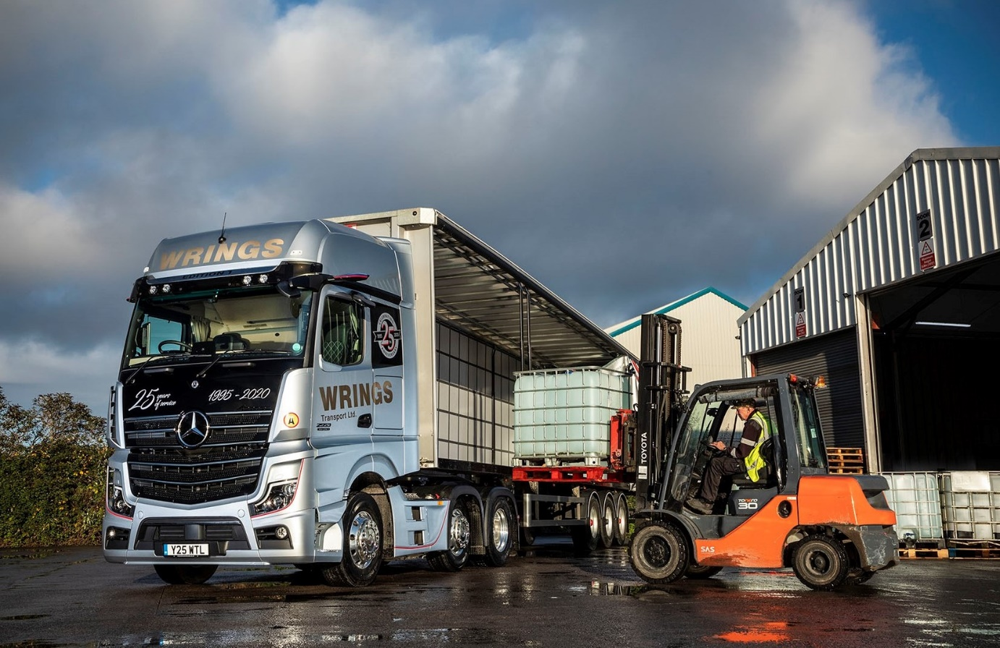 WRINGS
EDITION 1
25 years
of service
1995 - 2020
25
WRINGS
Transport Ltd.
A
Y25 WTL
TOYOTA
TONERO
30
SAS
DOOR
2
1